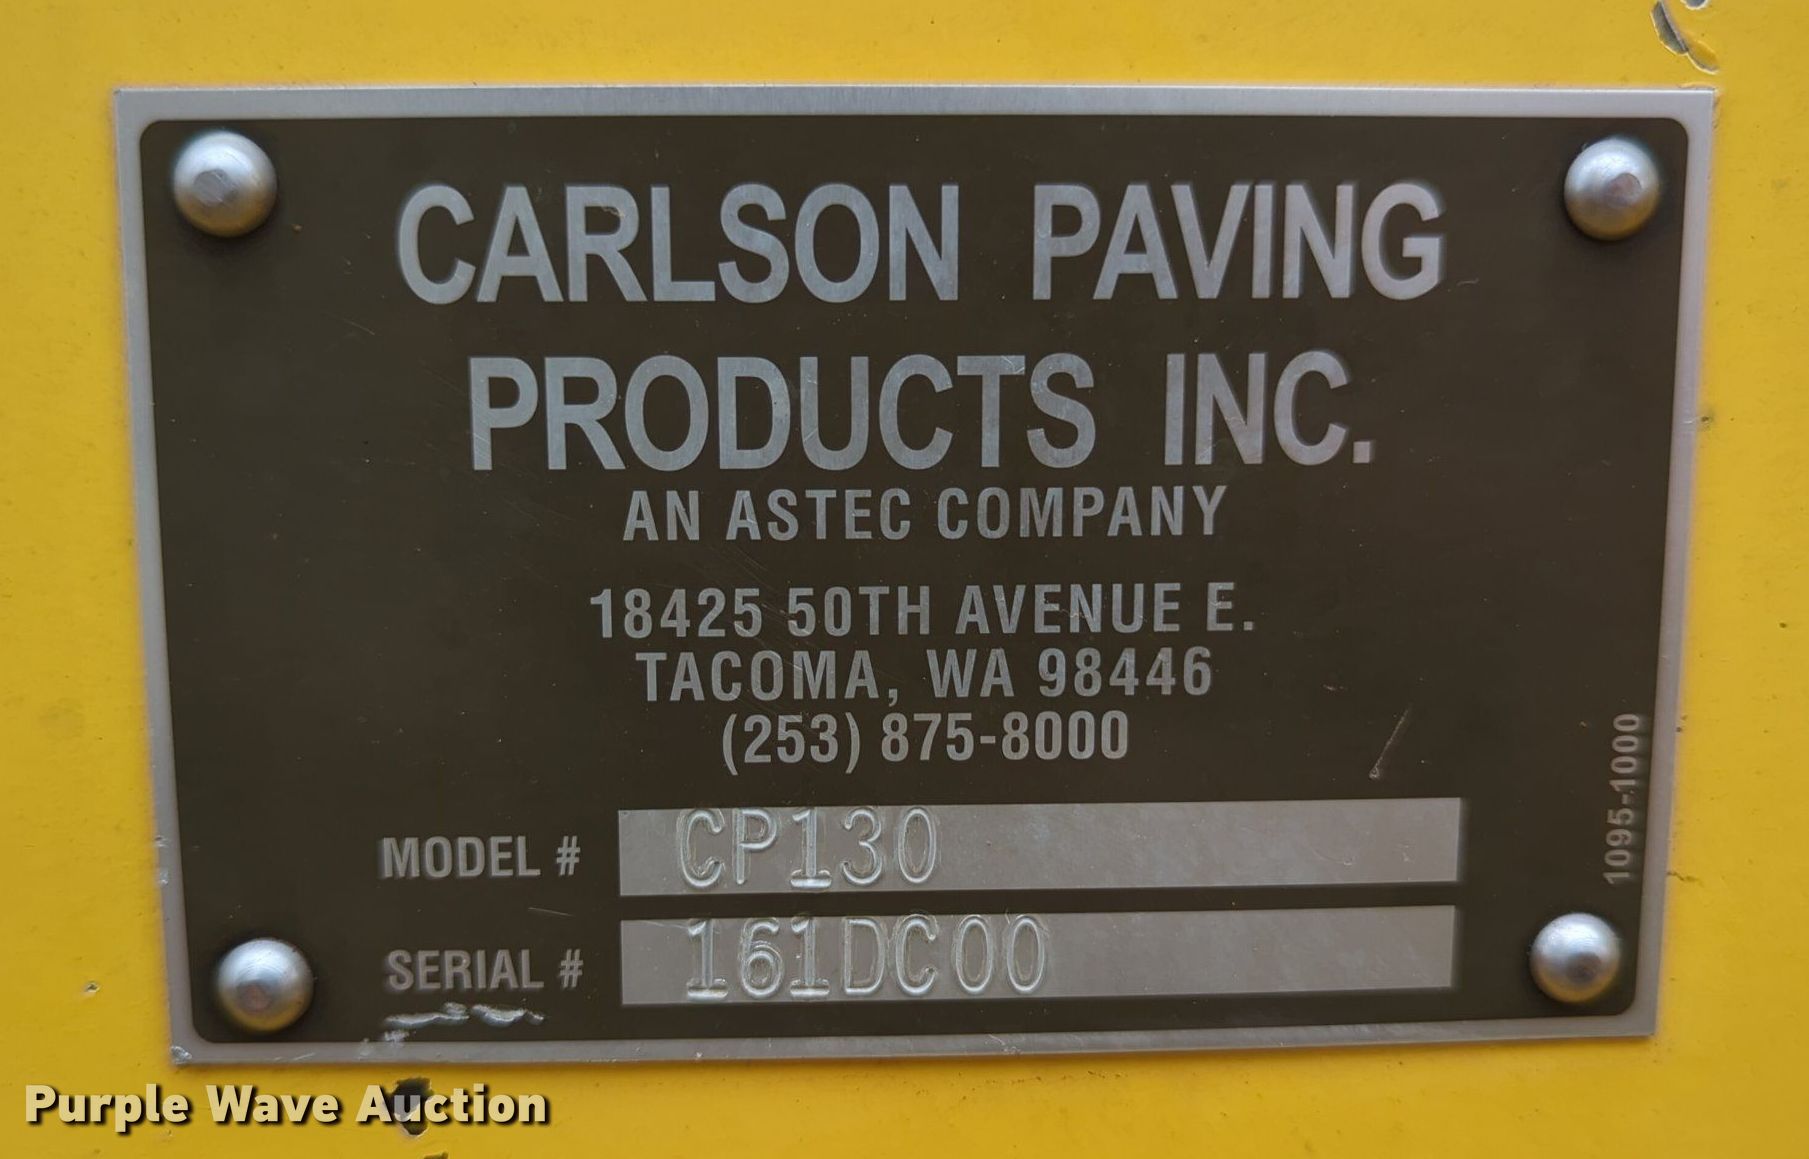 CARLSON PAVING
PRODUCTS INC.
AN ASTEC COMPANY
18425 50TH AVENUE E.
TACOMA, WA 98446
(253) 875-8000
MODEL # CP130
SERIAL # 161DC00
1095-1000
Purple Wave Auction